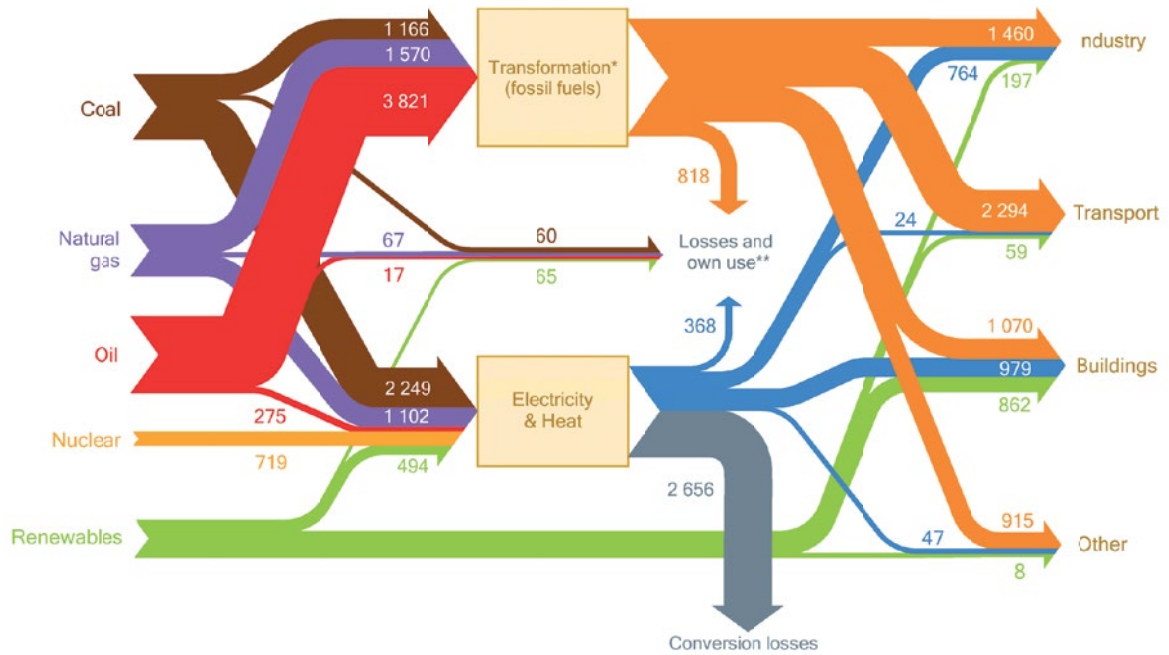 1 166
1 570
3 821
Transformation*
(fossil fuels)
1 460
764
197
ndustry
Coal
818
2 294
24
59
Transport
Natural
gas
67
17
60
65
Losses and
own use**
368
Oil
1 070
979
862
Buildings
2 249
1 102
275
Electricity
& Heat
Nuclear
719
494
2 656
Renewables
915
47
8
Other
Conversion losses